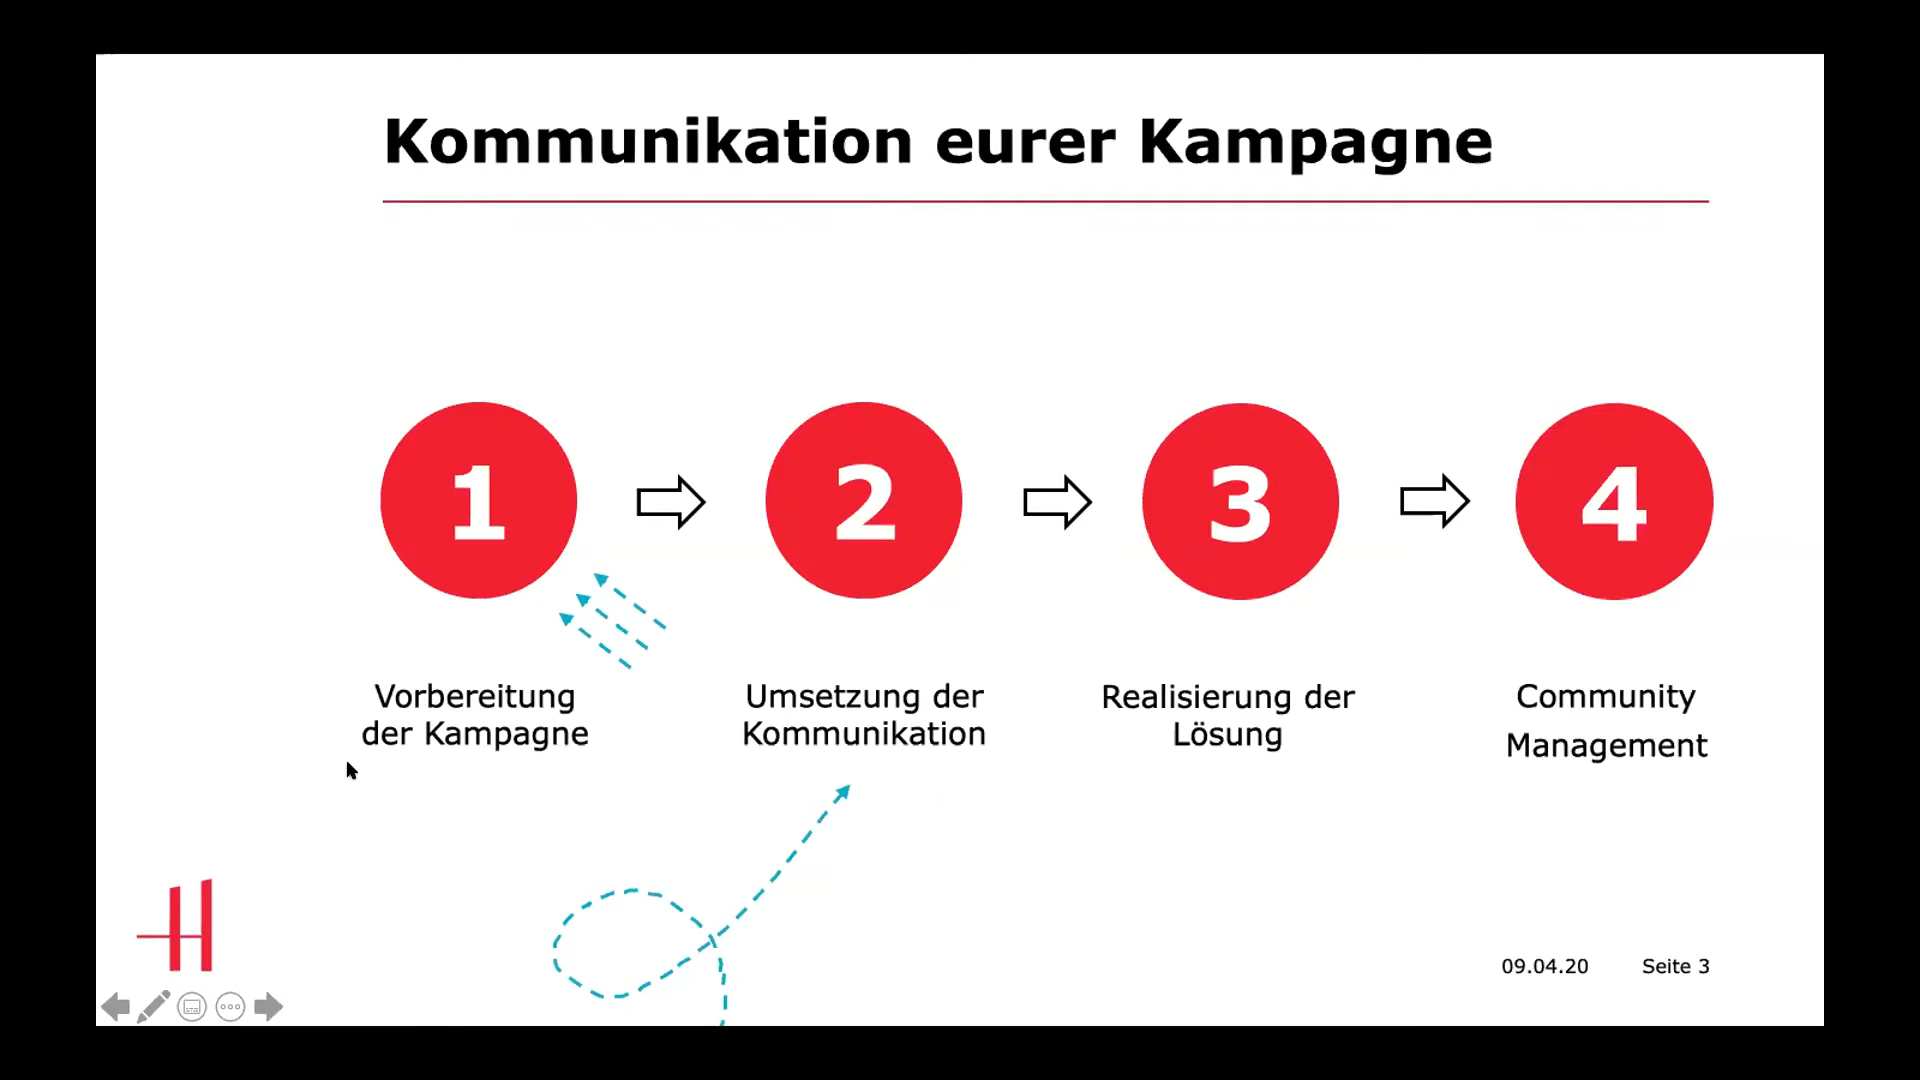 Kommunikation eurer Kampagne
1
2
3
4
Vorbereitung
der Kampagne
Umsetzung der
Kommunikation
Realisierung der
Lösung
Community
Management
H
09.04.20 Seite 3